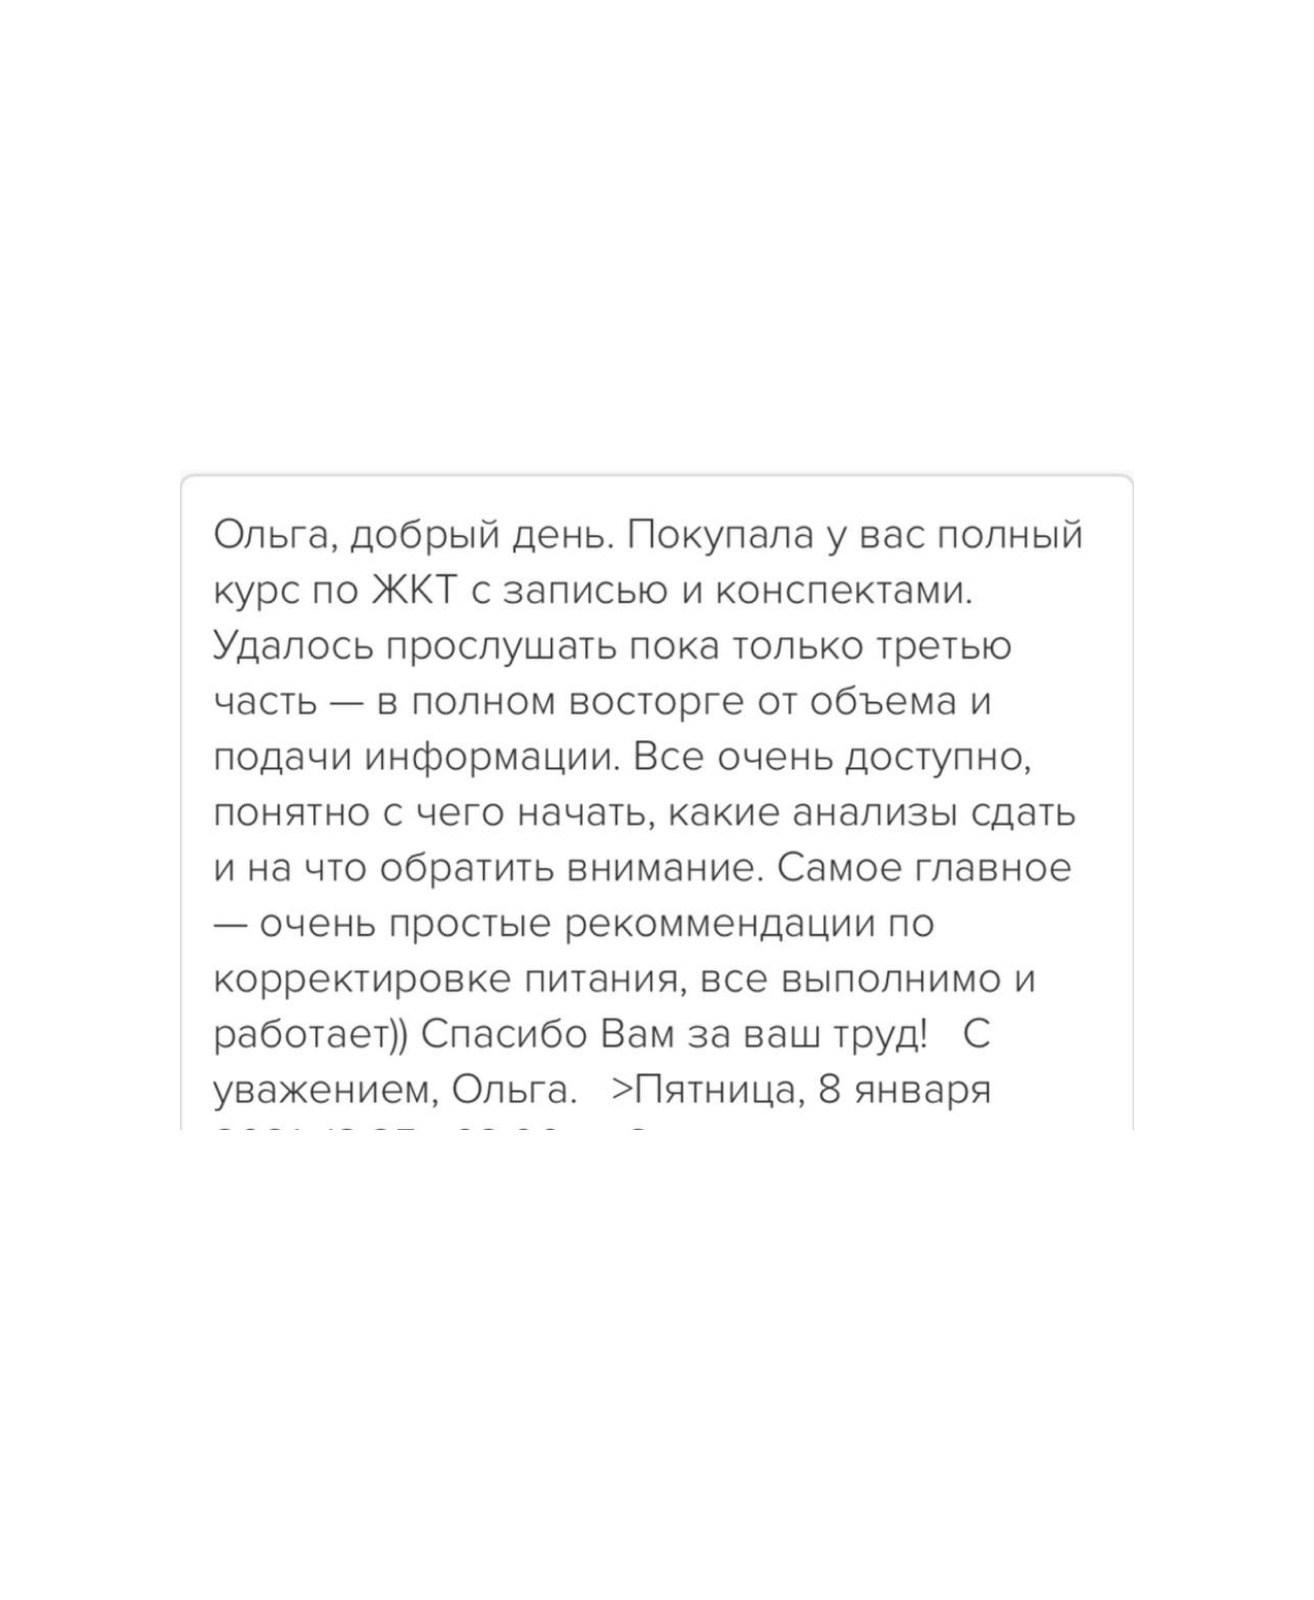 Ольга, добрый день. Покупала у вас полный
курс по ЖКТ с записью и конспектами.
Удалось прослушать пока только третью
часть — в полном восторге от объема и
подачи информации. Все очень доступно,
понятно с чего начать, какие анализы сдать
и на что обратить внимание. Самое главное
— очень простые рекоммендации по
корректировке питания, все выполнимо и
работает)) Спасибо Вам за ваш труд!   С
уважением, Ольга.   >Пятница, 8 января